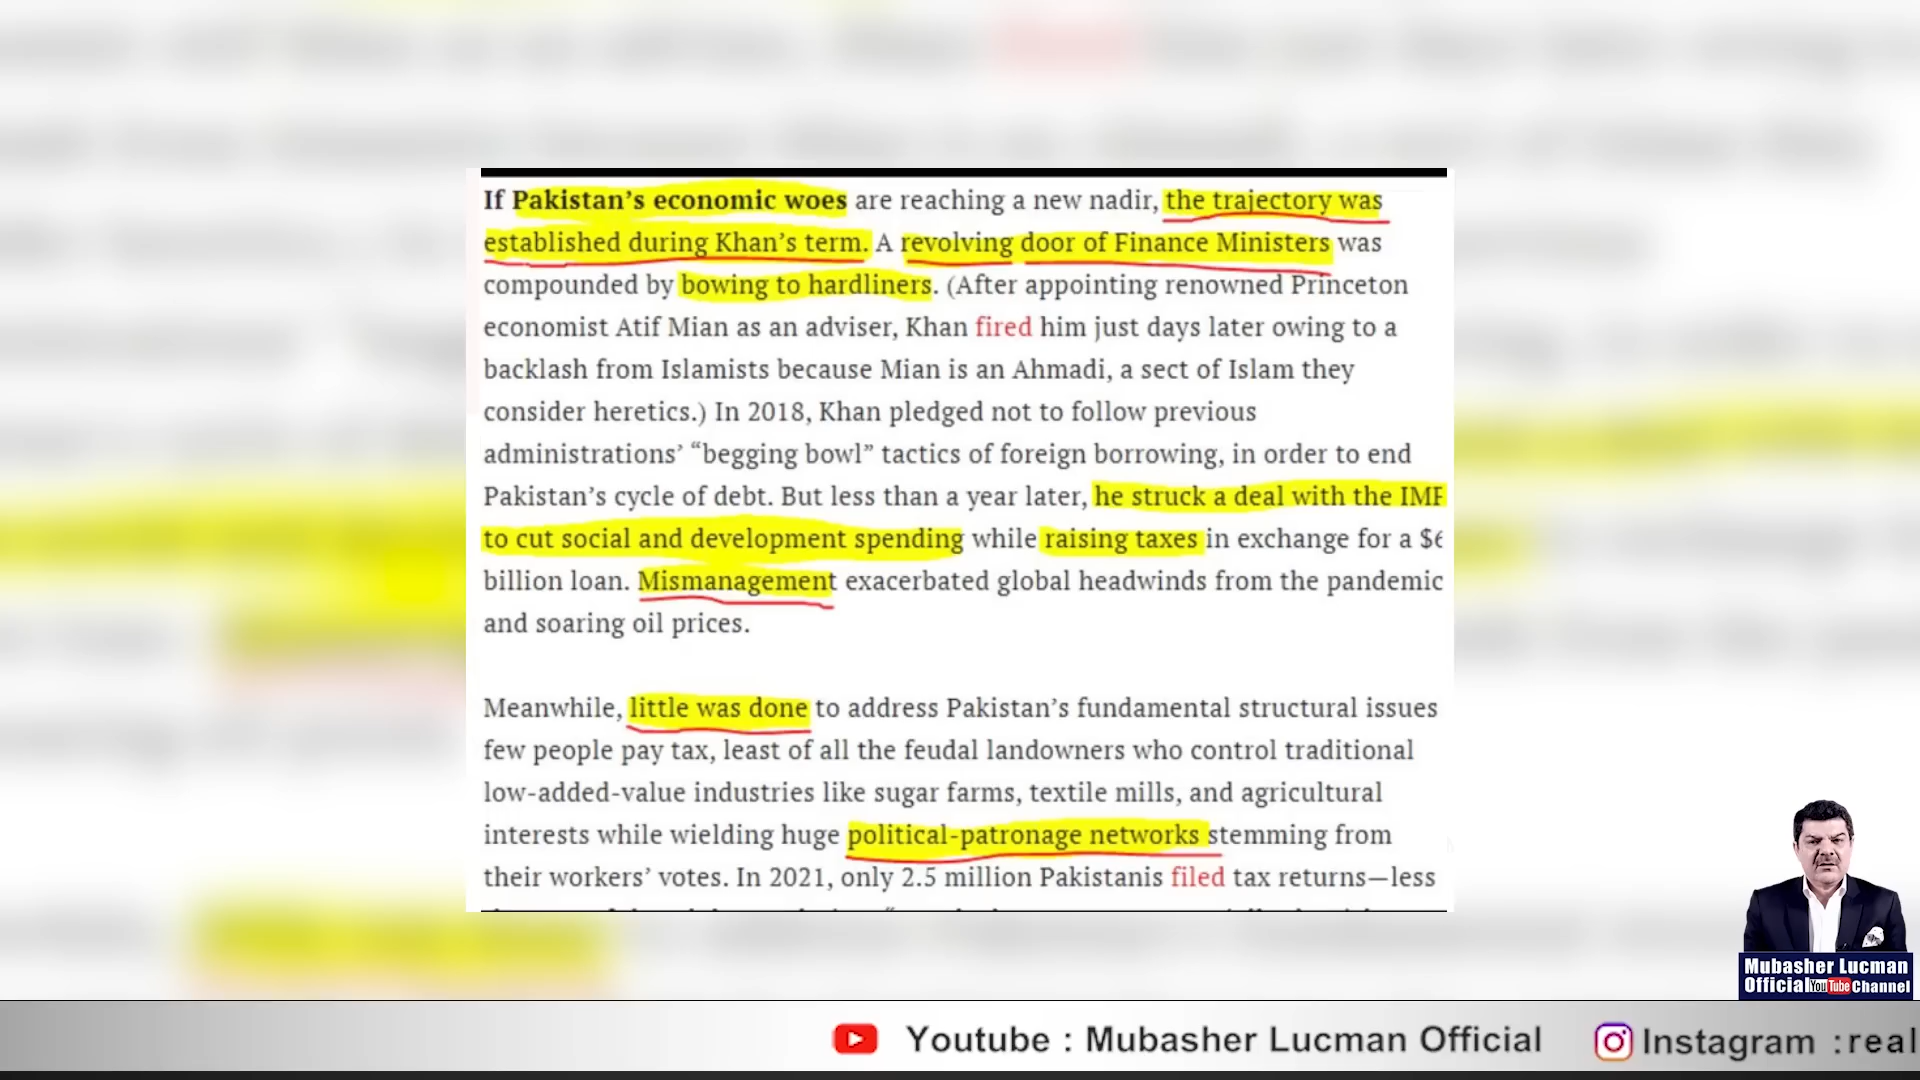 If Pakistan’s economic woes are reaching a new nadir, the trajectory was
established during Khan’s term. A revolving door of Finance Ministers was
compounded by bowing to hardliners. (After appointing renowned Princeton
economist Atif Mian as an adviser, Khan fired him just days later owing to a
backlash from Islamists because Mian is an Ahmadi, a sect of Islam they
consider heretics.) In 2018, Khan pledged not to follow previous
administrations’ “begging bowl” tactics of foreign borrowing, in order to end
Pakistan’s cycle of debt. But less than a year later, he struck a deal with the IMF
to cut social and development spending while raising taxes in exchange for a $6
billion loan. Mismanagement exacerbated global headwinds from the pandemic
and soaring oil prices.
Meanwhile, little was done to address Pakistan’s fundamental structural issues
few people pay tax, least of all the feudal landowners who control traditional
low-added-value industries like sugar farms, textile mills, and agricultural
interests while wielding huge political-patronage networks stemming from
their workers’ votes. In 2021, only 2.5 million Pakistanis filed tax returns—less
Mubasher Lucman
Official YouTube Channel
Youtube : Mubasher Lucman Official
Instagram : real